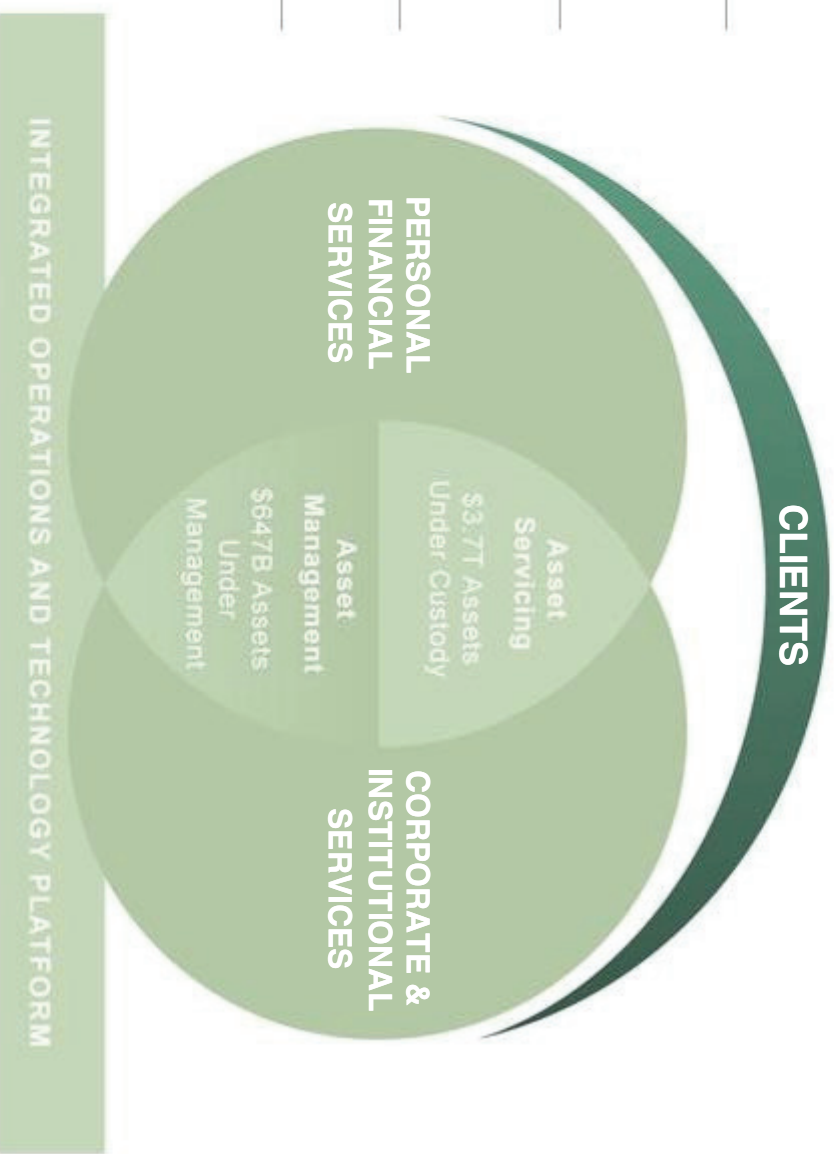 CLIENTS
PERSONAL
FINANCIAL
SERVICES
Asset
Servicing
$3.7T Assets
Under Custody
Asset
Management
$647B Assets
Under
Management
CORPORATE &
INSTITUTIONAL
SERVICES
INTEGRATED OPERATIONS AND TECHNOLOGY PLATFORM